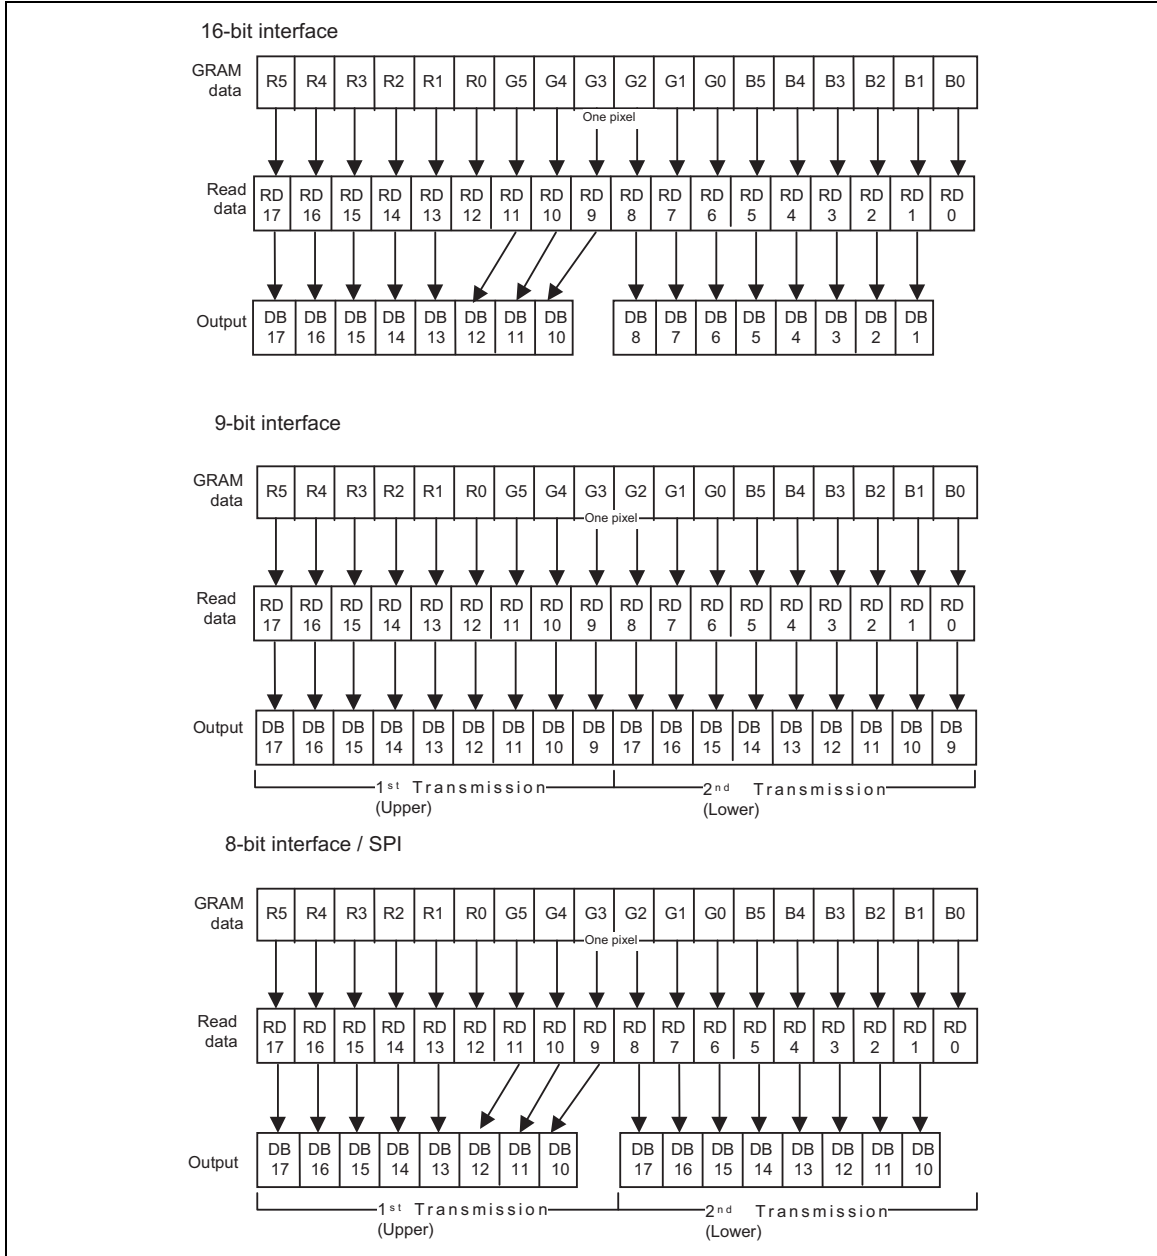 16-bit interface
GRAM data R5 R4 R3 R2 R1 R0 G5 G4 G3 G2 G1 G0 B5 B4 B3 B2 B1 B0
One pixel
Read data RD 17 RD 16 RD 15 RD 14 RD 13 RD 12 RD 11 RD 10 RD 9 RD 8 RD 7 RD 6 RD 5 RD 4 RD 3 RD 2 RD 1 RD 0
Output DB 17 DB 16 DB 15 DB 14 DB 13 DB 12 DB 11 DB 10 DB 8 DB 7 DB 6 DB 5 DB 4 DB 3 DB 2 DB 1
9-bit interface
GRAM data R5 R4 R3 R2 R1 R0 G5 G4 G3 G2 G1 G0 B5 B4 B3 B2 B1 B0
One pixel
Read data RD 17 RD 16 RD 15 RD 14 RD 13 RD 12 RD 11 RD 10 RD 9 RD 8 RD 7 RD 6 RD 5 RD 4 RD 3 RD 2 RD 1 RD 0
Output DB 17 DB 16 DB 15 DB 14 DB 13 DB 12 DB 11 DB 10 DB 9 DB 17 DB 16 DB 15 DB 14 DB 13 DB 12 DB 11 DB 10 DB 9
1st Transmission 2nd Transmission
(Upper) (Lower)
8-bit interface / SPI
GRAM data R5 R4 R3 R2 R1 R0 G5 G4 G3 G2 G1 G0 B5 B4 B3 B2 B1 B0
One pixel
Read data RD 17 RD 16 RD 15 RD 14 RD 13 RD 12 RD 11 RD 10 RD 9 RD 8 RD 7 RD 6 RD 5 RD 4 RD 3 RD 2 RD 1 RD 0
Output DB 17 DB 16 DB 15 DB 14 DB 13 DB 12 DB 11 DB 10 DB 17 DB 16 DB 15 DB 14 DB 13 DB 12 DB 11 DB 10
1st Transmission 2nd Transmission
(Upper) (Lower)